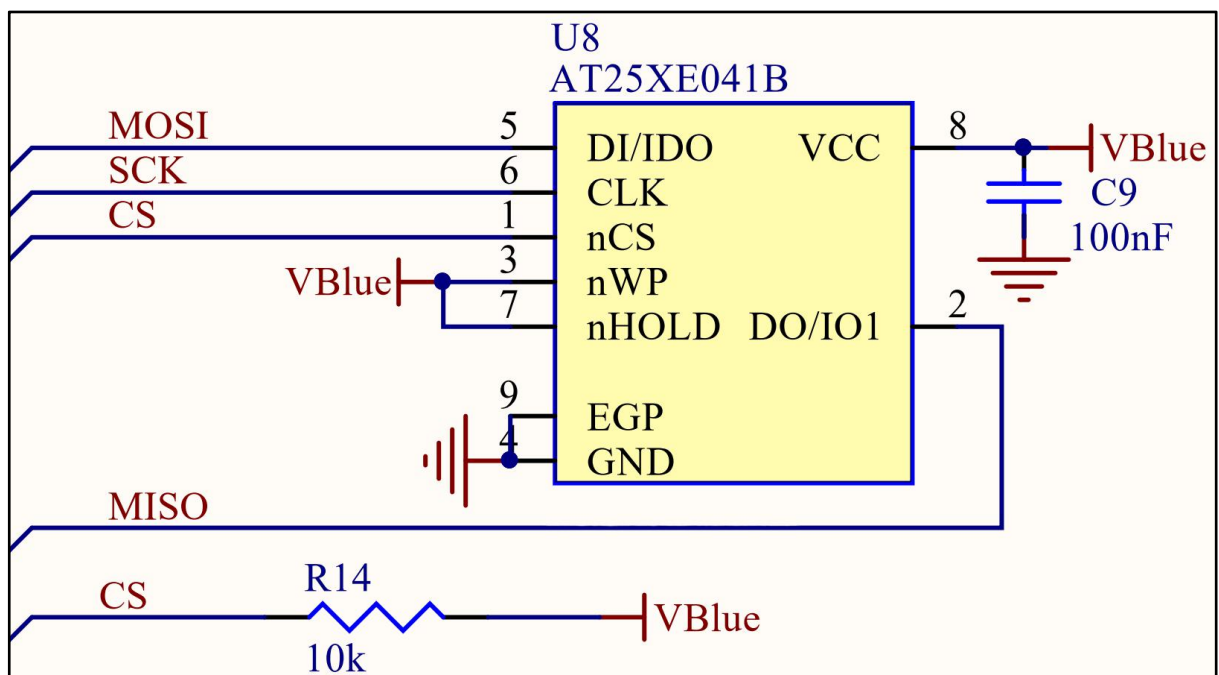 U8
AT25XE041B
MOSI 5 DI/IDO VCC 8 VBlue
SCK 6 CLK C9
CS 1 nCS 100nF
VBlue 3 nWP
7 nHOLD DO/IO1 2
9 EGP
4 GND
MISO
CS R14 VBlue
10k